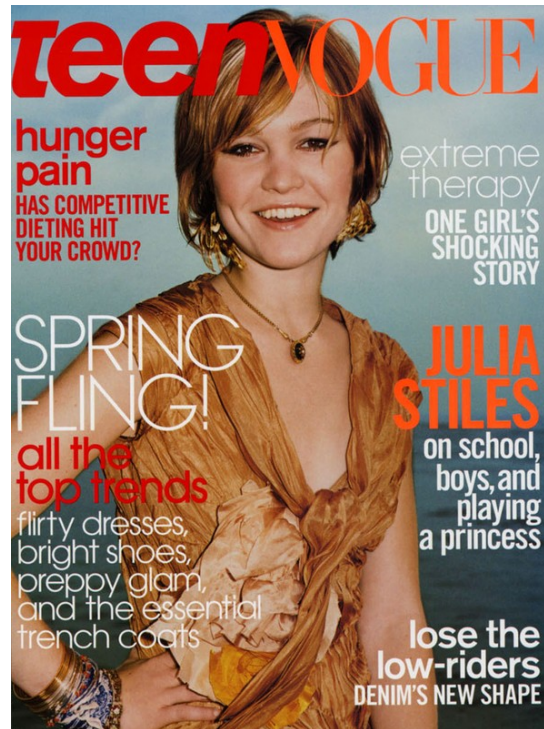 teen VOGUE
hunger
pain
HAS COMPETITIVE
DIETING HIT
YOUR CROWD?
extreme
therapy
ONE GIRL'S
SHOCKING
STORY
SPRING
FLING!
all the
top trends
flirty dresses,
bright shoes,
preppy glam,
and the essential
trench coats
JULIA
STILES
on school,
boys, and
playing
a princess
lose the
low-riders
DENIM'S NEW SHAPE